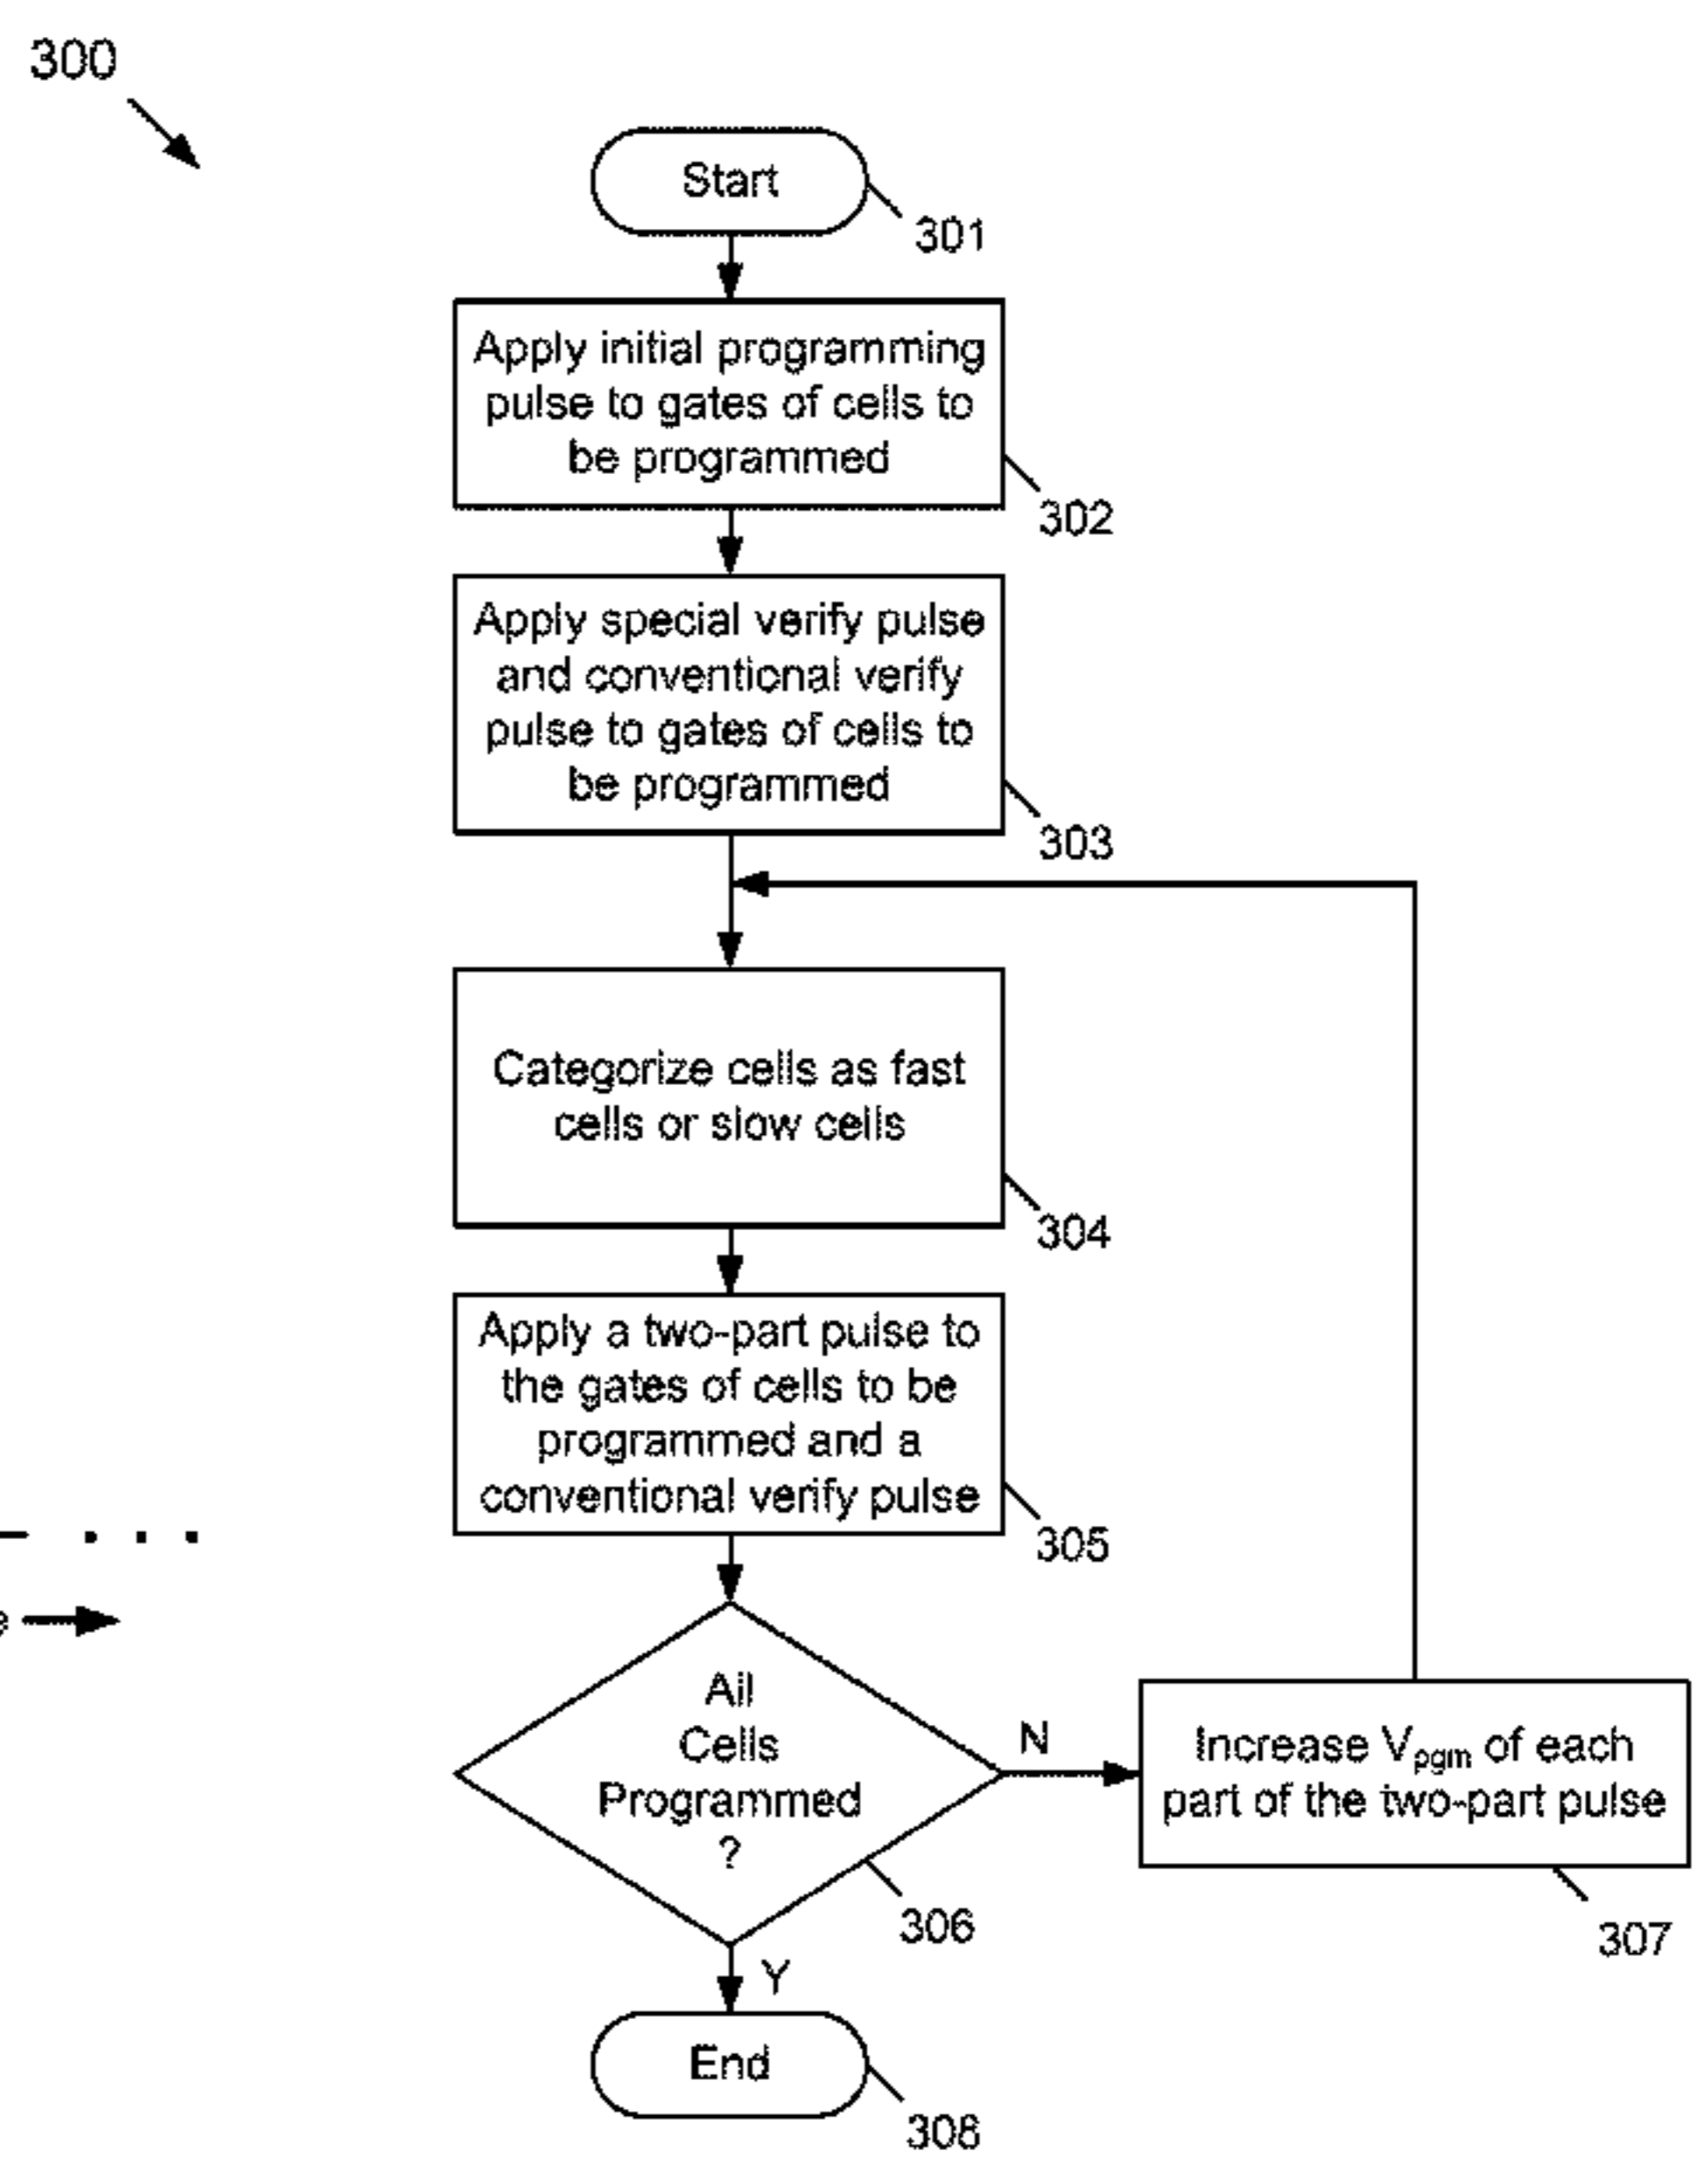 300
Start
301
Apply initial programming
pulse to gates of cells to
be programmed
302
Apply special verify pulse
and conventional verify
pulse to gates of cells to
be programmed
303
Categorize cells as fast
cells or slow cells
304
Apply a two-part pulse to
the gates of cells to be
programmed and a
conventional verify pulse
305
. . .
All
Cells
Programmed
?
N
306
Increase Vpgm of each
part of the two-part pulse
307
Y
End
308